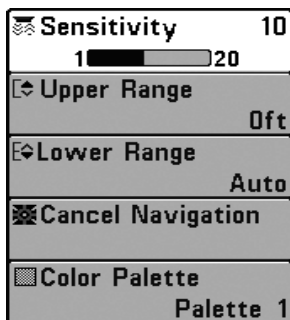 Sensitivity 10
1 20
Upper Range
0ft
Lower Range
Auto
Cancel Navigation
Color Palette
Palette 1